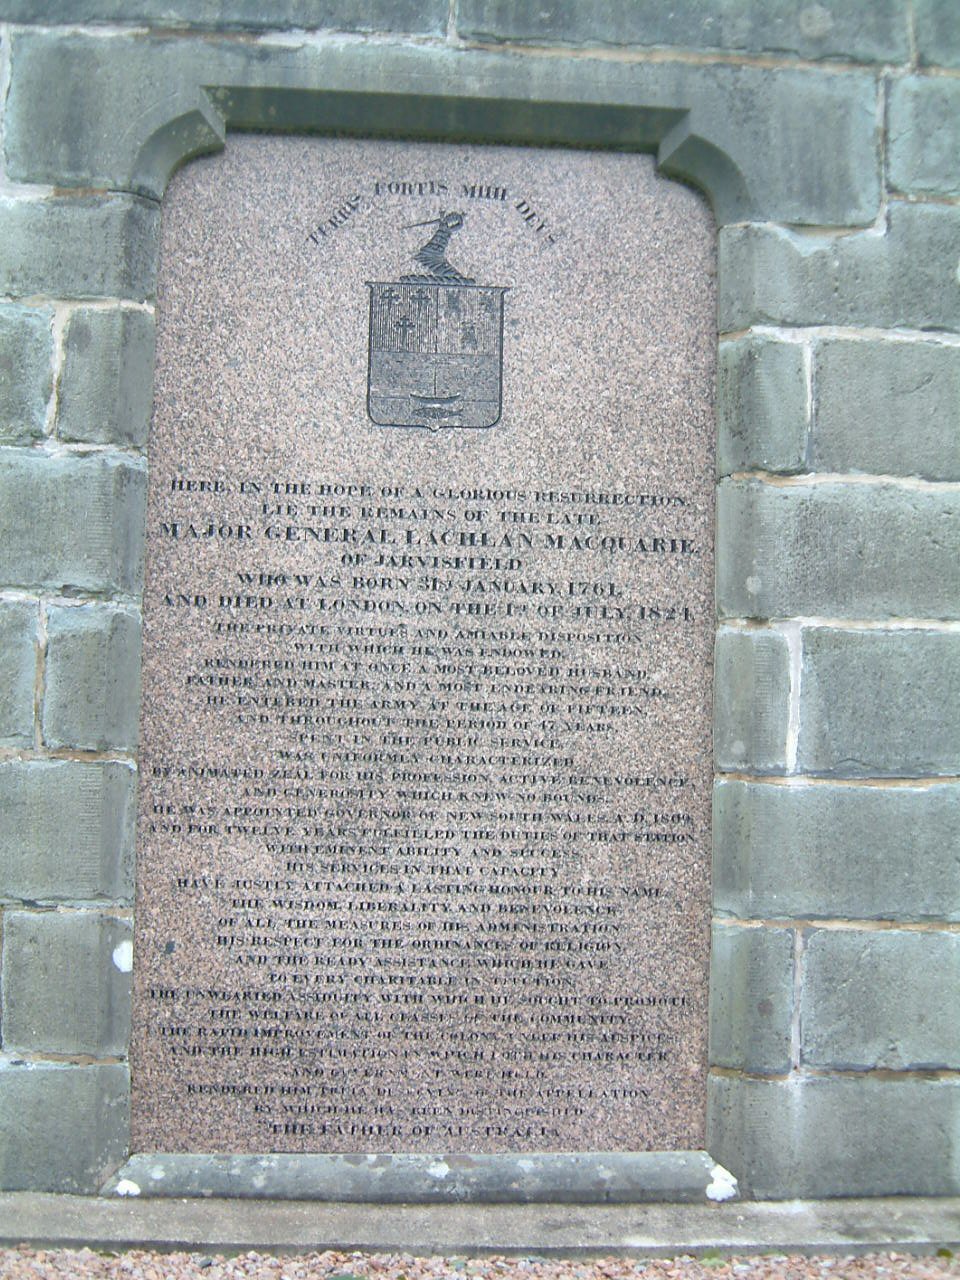 TERRIS FORTIS MIHI DEUS
HERE, IN THE HOPE OF A GLORIOUS RESURRECTION,
LIE THE REMAINS OF THE LATE
MAJOR GENERAL LACHLAN MACQUARIE,
OF JARVISFIELD
WHO WAS BORN 31ST JANUARY, 1761,
AND DIED AT LONDON, ON THE 1ST OF JULY, 1824.
THE PRIVATE VIRTUES AND AMIABLE DISPOSITION
WITH WHICH HE WAS ENDOWED,
RENDERED HIM AT ONCE A MOST BELOVED HUSBAND,
FATHER AND MASTER, AND A MOST ENDEARING FRIEND.
HE ENTERED THE ARMY AT THE AGE OF FIFTEEN,
AND THROUGHOUT THE PERIOD OF 47 YEARS,
SPENT IN THE PUBLIC SERVICE,
WAS UNIFORMLY CHARACTERIZED
BY ANIMATED ZEAL FOR HIS PROFESSION, ACTIVE BENEVOLENCE
AND GENEROSITY WHICH KNEW NO BOUNDS.
HE WAS APPOINTED GOVERNOR OF NEW SOUTH WALES, A.D. 1809,
AND FOR TWELVE YEARS FULFILLED THE DUTIES OF THAT STATION
WITH EMINENT ABILITY AND SUCCESS.
HIS SERVICES IN THAT CAPACITY
HAVE JUSTLY ATTACHED A LASTING HONOUR TO HIS NAME.
THE WISDOM, LIBERALITY, AND BENEVOLENCE
OF ALL THE MEASURES OF HIS ADMINISTRATION
HIS RESPECT FOR THE ORDINANCES OF RELIGION
AND THE READY ASSISTANCE WHICH HE GAVE
TO EVERY CHARITABLE INSTITUTION,
THE UNWEARIED ASSIDUITY WITH WHICH HE SOUGHT TO PROMOTE
THE WELFARE OF ALL CLASSES OF THE COMMUNITY,
THE RAPID IMPROVEMENT OF THE COLONY UNDER HIS AUSPICES
AND THE HIGH ESTIMATION IN WHICH BOTH HIS CHARACTER
AND GOVERNMENT WERE HELD,
RENDERED HIM TRULY DESERVING OF THE APPELLATION
BY WHICH HE HAS BEEN DISTINGUISHED
"THE FATHER OF AUSTRALIA"